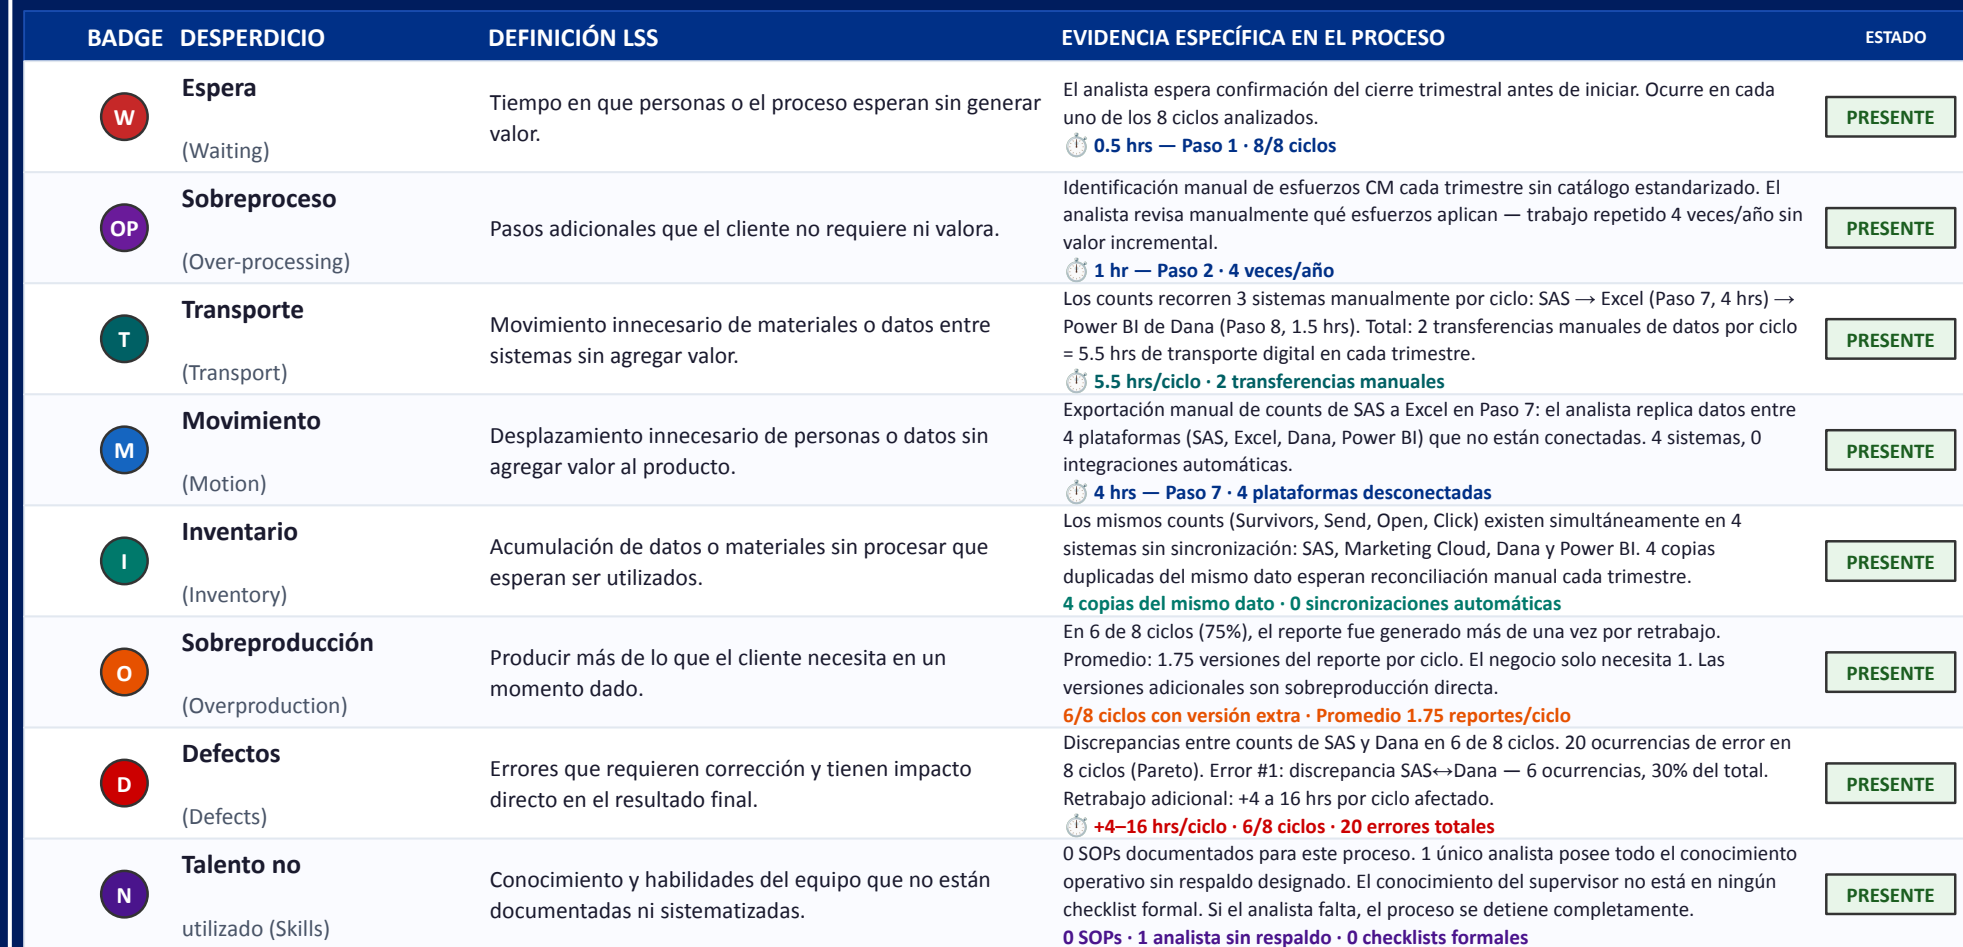 BADGE DESPERDICIO DEFINICIÓN LSS EVIDENCIA ESPECÍFICA EN EL PROCESO ESTADO
W
Espera
(Waiting)
Tiempo en que personas o el proceso esperan sin generar
valor.
El analista espera confirmación del cierre trimestral antes de iniciar. Ocurre en cada
uno de los 8 ciclos analizados.
⏱ 0.5 hrs — Paso 1 · 8/8 ciclos
PRESENTE
OP
Sobreproceso
(Over-processing)
Pasos adicionales que el cliente no requiere ni valora.
Identificación manual de esfuerzos CM cada trimestre sin catálogo estandarizado. El
analista revisa manualmente qué esfuerzos aplican — trabajo repetido 4 veces/año sin
valor incremental.
⏱ 1 hr — Paso 2 · 4 veces/año
PRESENTE
T
Transporte
(Transport)
Movimiento innecesario de materiales o datos entre
sistemas sin agregar valor.
Los counts recorren 3 sistemas manualmente por ciclo: SAS → Excel (Paso 7, 4 hrs) →
Power BI de Dana (Paso 8, 1.5 hrs). Total: 2 transferencias manuales de datos por ciclo
= 5.5 hrs de transporte digital en cada trimestre.
⏱ 5.5 hrs/ciclo · 2 transferencias manuales
PRESENTE
M
Movimiento
(Motion)
Desplazamiento innecesario de personas o datos sin
agregar valor al producto.
Exportación manual de counts de SAS a Excel en Paso 7: el analista replica datos entre
4 plataformas (SAS, Excel, Dana, Power BI) que no están conectadas. 4 sistemas, 0
integraciones automáticas.
⏱ 4 hrs — Paso 7 · 4 plataformas desconectadas
PRESENTE
I
Inventario
(Inventory)
Acumulación de datos o materiales sin procesar que
esperan ser utilizados.
Los mismos counts (Survivors, Send, Open, Click) existen simultáneamente en 4
sistemas sin sincronización: SAS, Marketing Cloud, Dana y Power BI. 4 copias
duplicadas del mismo dato esperan reconciliación manual cada trimestre.
4 copias del mismo dato · 0 sincronizaciones automáticas
PRESENTE
O
Sobreproducción
(Overproduction)
Producir más de lo que el cliente necesita en un
momento dado.
En 6 de 8 ciclos (75%), el reporte fue generado más de una vez por retrabajo.
Promedio: 1.75 versiones del reporte por ciclo. El negocio solo necesita 1. Las
versiones adicionales son sobreproducción directa.
6/8 ciclos con versión extra · Promedio 1.75 reportes/ciclo
PRESENTE
D
Defectos
(Defects)
Errores que requieren corrección y tienen impacto
directo en el resultado final.
Discrepancias entre counts de SAS y Dana en 6 de 8 ciclos. 20 ocurrencias de error en
8 ciclos (Pareto). Error #1: discrepancia SAS↔Dana — 6 ocurrencias, 30% del total.
Retrabajo adicional: +4 a 16 hrs por ciclo afectado.
⏱ +4–16 hrs/ciclo · 6/8 ciclos · 20 errores totales
PRESENTE
N
Talento no
utilizado (Skills)
Conocimiento y habilidades del equipo que no están
documentadas ni sistematizadas.
0 SOPs documentados para este proceso. 1 único analista posee todo el conocimiento
operativo sin respaldo designado. El conocimiento del supervisor no está en ningún
checklist formal. Si el analista falta, el proceso se detiene completamente.
0 SOPs · 1 analista sin respaldo · 0 checklists formales
PRESENTE